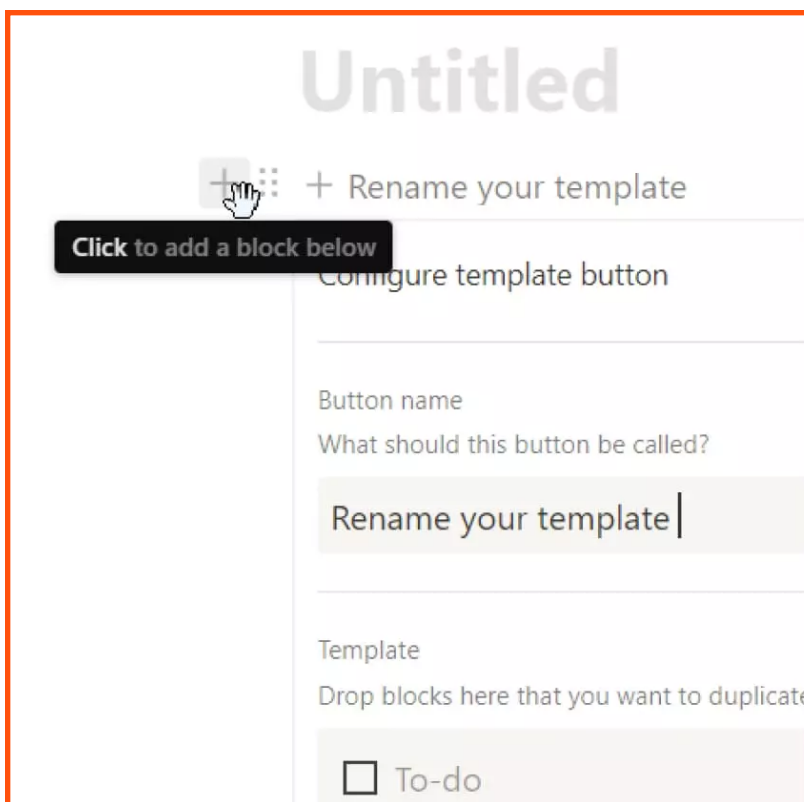 Untitled
+ Rename your template
Click to add a block below
Configure template button
Button name
What should this button be called?
Rename your template
Template
Drop blocks here that you want to duplicate
To-do